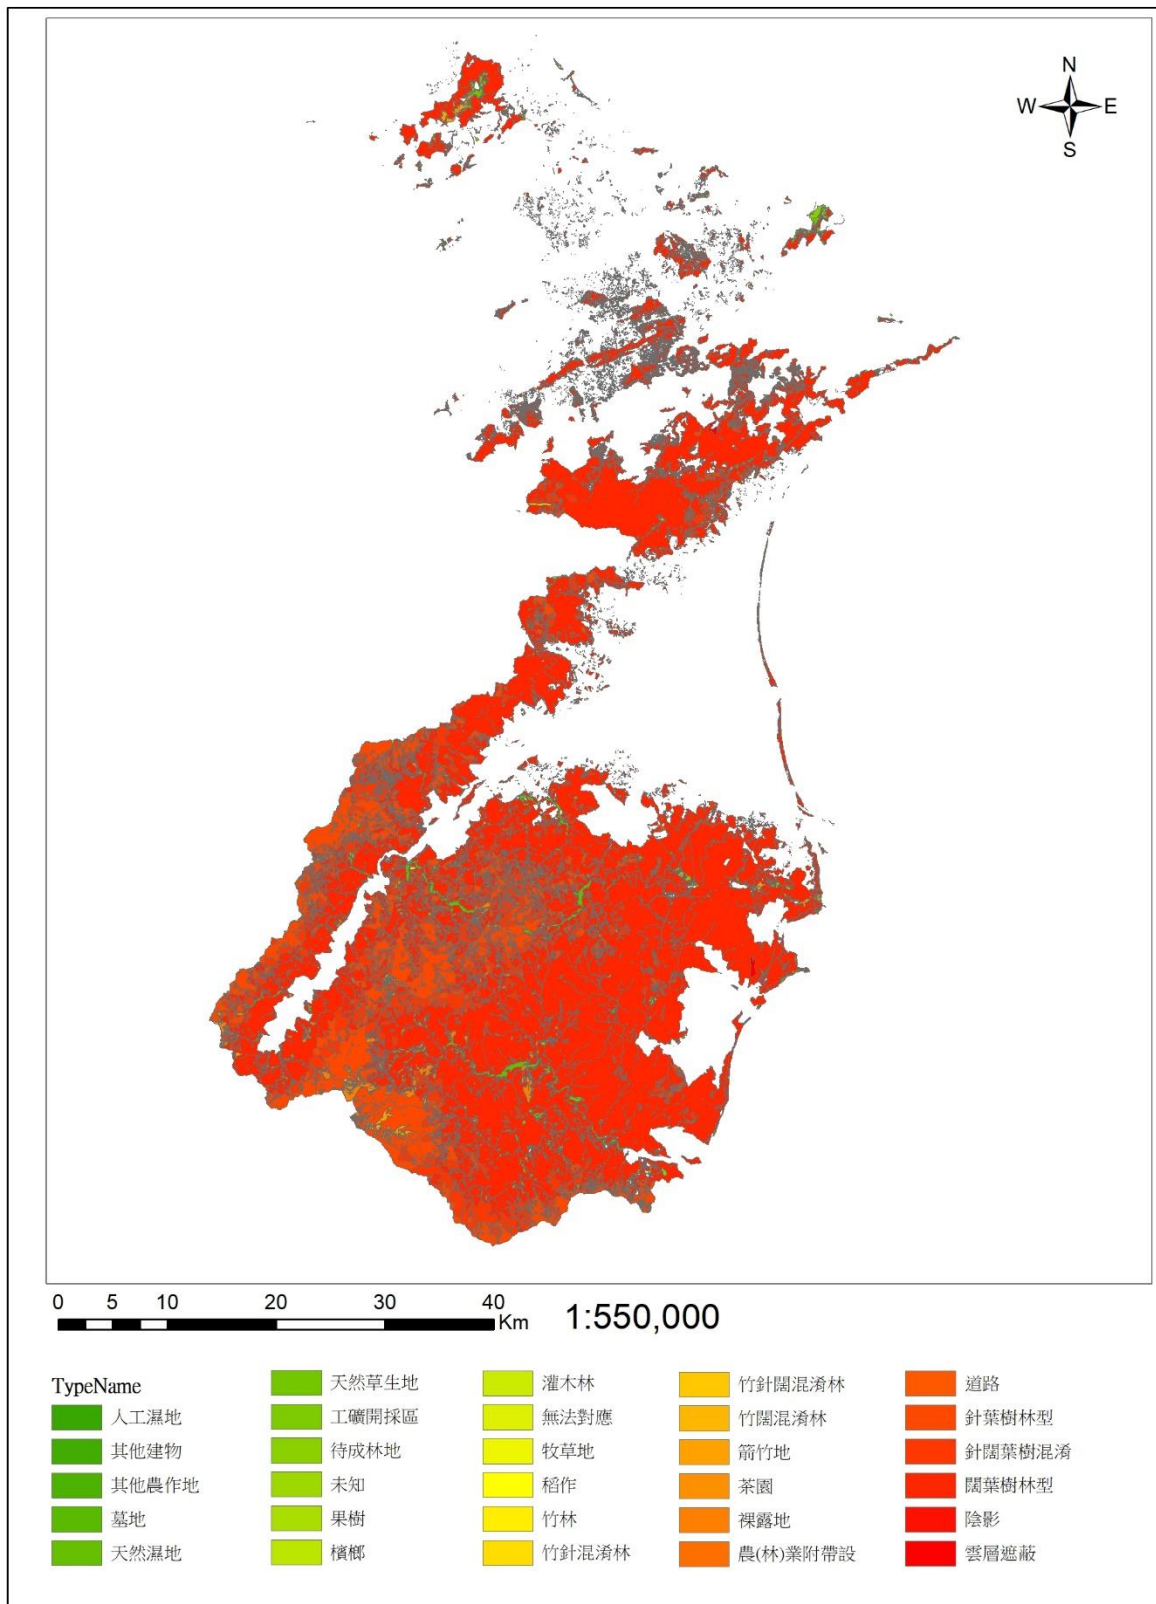 N
W E
S
0 5 10 20 30 40
Km
1:550,000
TypeName
人工濕地
其他建物
其他農作地
墓地
天然濕地
天然草生地
工礦開採區
待成林地
未知
果樹
檳榔
灌木林
無法對應
牧草地
稻作
竹林
竹針混淆林
竹針闊混淆林
竹闊混淆林
箭竹地
茶園
裸露地
農(林)業附帶設
道路
針葉樹林型
針闊葉樹混淆
闊葉樹林型
陰影
雲層遮蔽